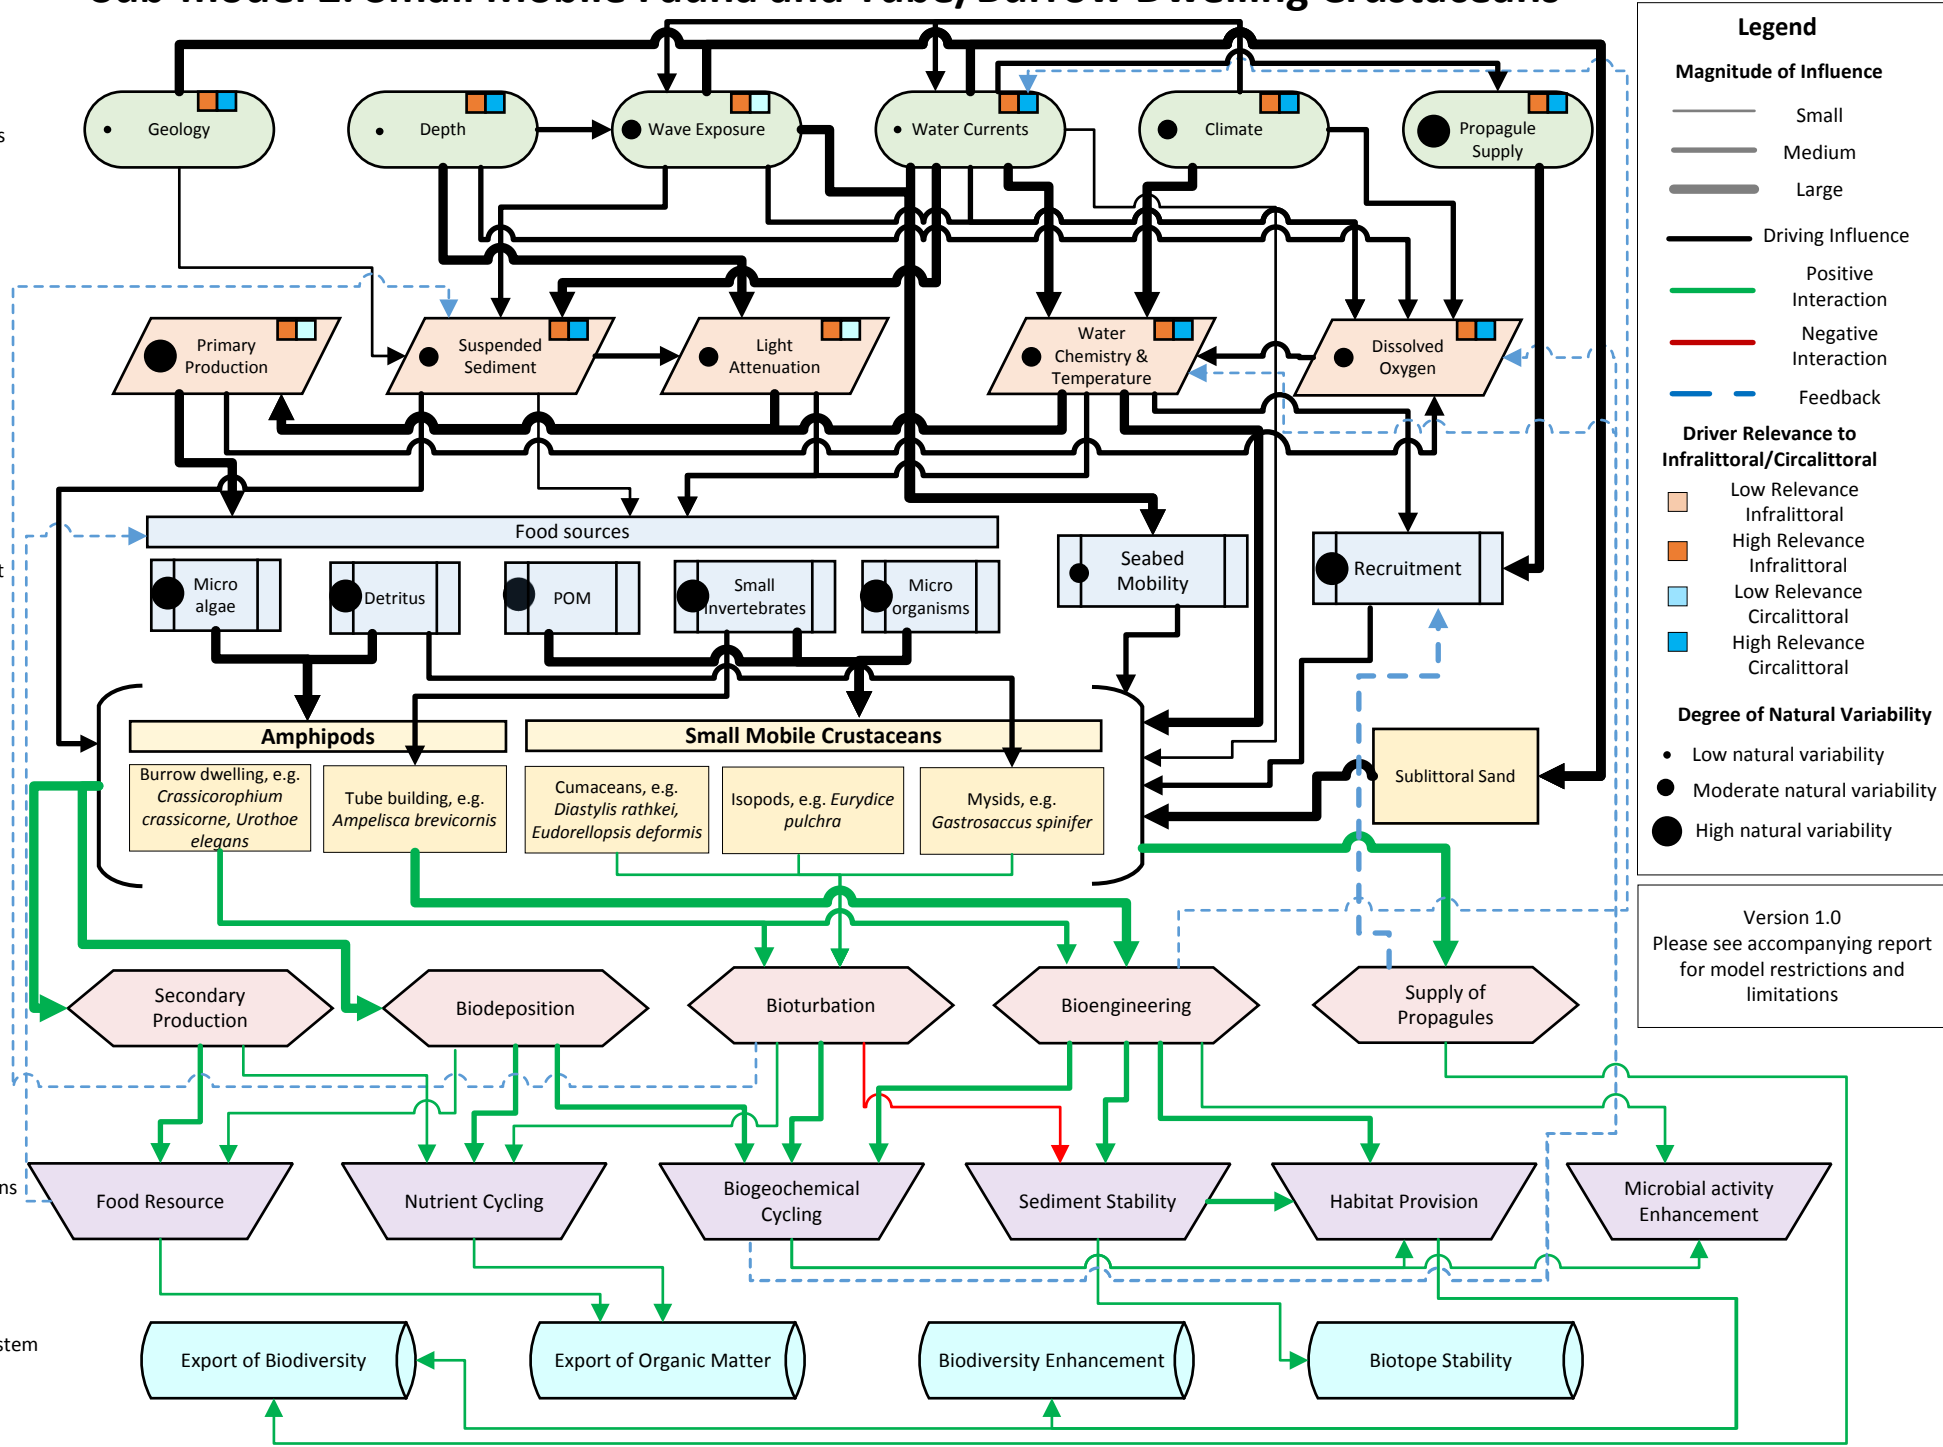 Geology
Depth
Wave Exposure
Water Currents
Climate
Propagule
Supply
s
Primary
Production
Suspended
Sediment
Light
Attenuation
Water
Chemistry &
Temperature
Dissolved
Oxygen
Food sources
t
Micro
algae
Detritus
POM
Small
Invertebrates
Micro
organisms
Seabed
Mobility
Recruitment
Amphipods
Small Mobile Crustaceans
Burrow dwelling, e.g.
Crassicorophium
crassicorne, Urothoe
elegans
Tube building, e.g.
Ampelisca brevicornis
Cumaceans, e.g.
Diastylis rathkei,
Eudorellopsis deformis
Isopods, e.g. Eurydice
pulchra
Mysids, e.g.
Gastrosaccus spinifer
Sublittoral Sand
Secondary
Production
Biodeposition
Bioturbation
Bioengineering
Supply of
Propagules
ns
Food Resource
Nutrient Cycling
Biogeochemical
Cycling
Sediment Stability
Habitat Provision
Microbial activity
Enhancement
stem
Export of Biodiversity
Export of Organic Matter
Biodiversity Enhancement
Biotope Stability
Legend
Magnitude of Influence
Small
Medium
Large
Driving Influence
Positive
Interaction
Negative
Interaction
Feedback
Driver Relevance to
Infralittoral/Circalittoral
Low Relevance
Infralittoral
High Relevance
Infralittoral
Low Relevance
Circalittoral
High Relevance
Circalittoral
Degree of Natural Variability
Low natural variability
Moderate natural variability
High natural variability
Version 1.0
Please see accompanying report
for model restrictions and
limitations